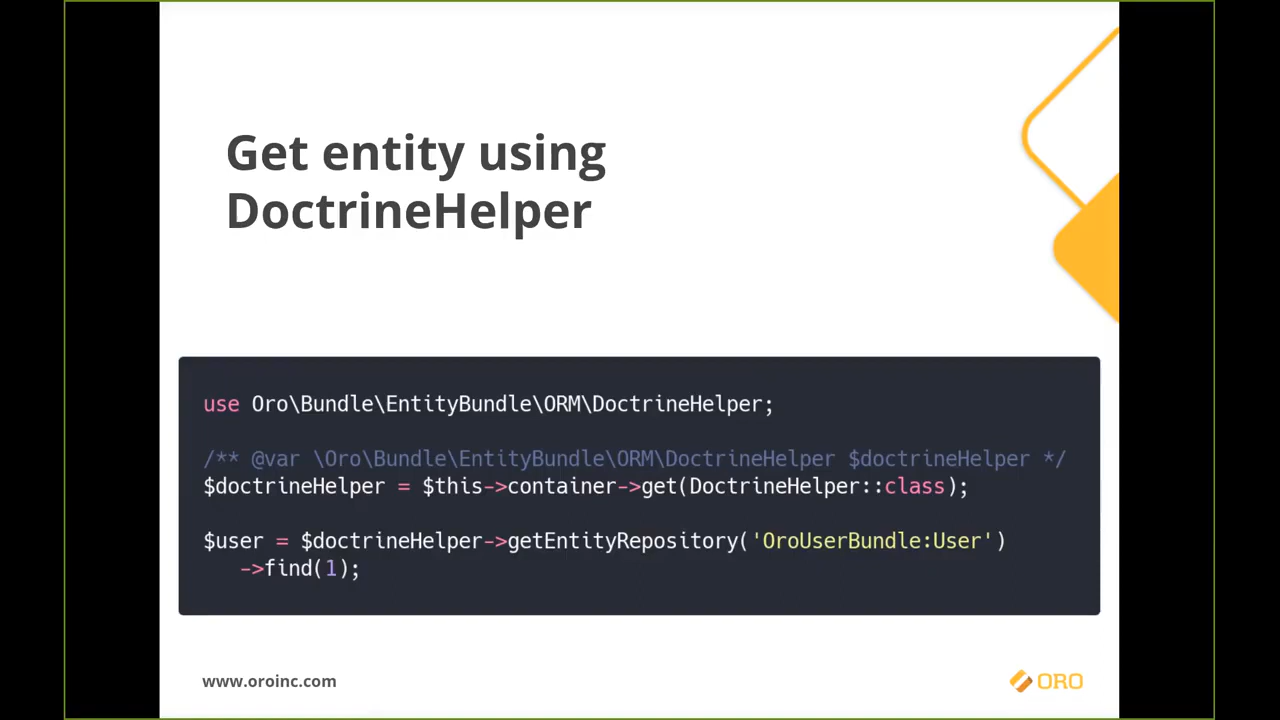 Get entity using
DoctrineHelper
use Oro\Bundle\EntityBundle\ORM\DoctrineHelper;
/** @var \Oro\Bundle\EntityBundle\ORM\DoctrineHelper $doctrineHelper */
$doctrineHelper = $this->container->get(DoctrineHelper::class);
$user = $doctrineHelper->getEntityRepository('OroUserBundle:User')
->find(1);
www.oroinc.com
ORO